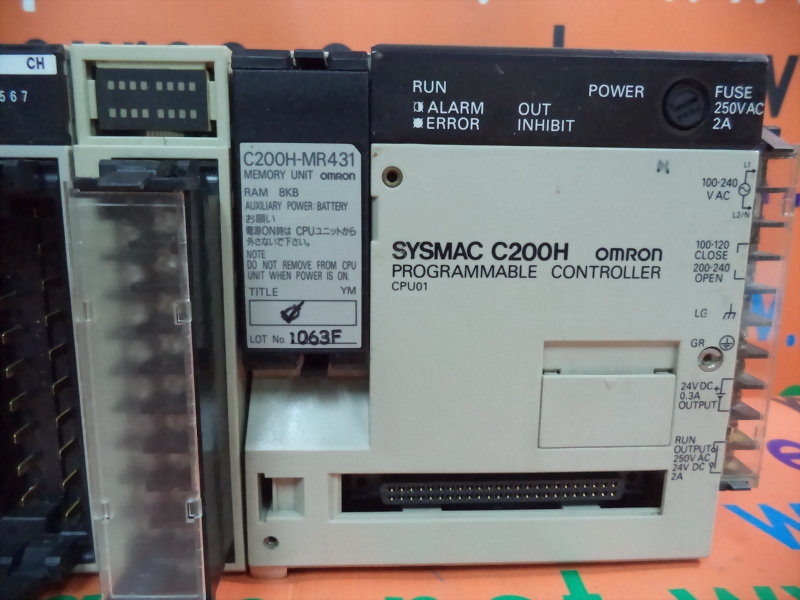 CH
5 6 7
C200H-MR431
MEMORY UNIT OMRON
RAM 8KB
AUXILIARY POWER BATTERY
お願い
電源ON時はCPUユニットから
外さないで下さい。
NOTE
DO NOT REMOVE FROM CPU
UNIT WHEN POWER IS ON.
TITLE YM
LOT No. 1063F
RUN
ALARM
ERROR
OUT
INHIBIT
POWER
FUSE
250VAC
2A
M
SYSMAC C200H OMRON
PROGRAMMABLE CONTROLLER
CPU01
L1
100-240
VAC
L2/N
100-120
CLOSE
200-240
OPEN
LG
GR
24V DC
0.3A
OUTPUT
+
RUN
OUTPUT
250V AC
24V DC
2A